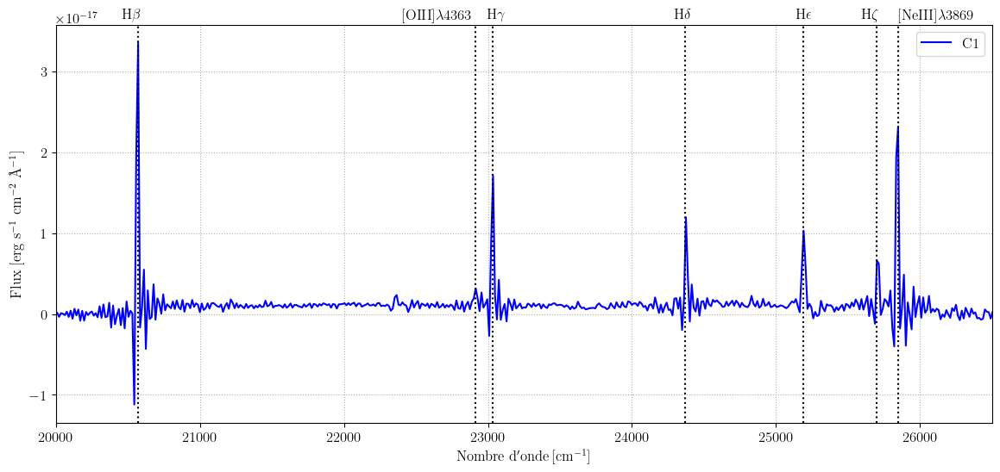 ×10⁻¹⁷ Hβ [OIII]λ4363 Hγ Hδ Hϵ Hζ [NeIII]λ3869
C1
3
2
1
0
−1
Flux [erg s⁻¹ cm⁻² Å⁻¹]
20000 21000 22000 23000 24000 25000 26000
Nombre d′onde [cm⁻¹]